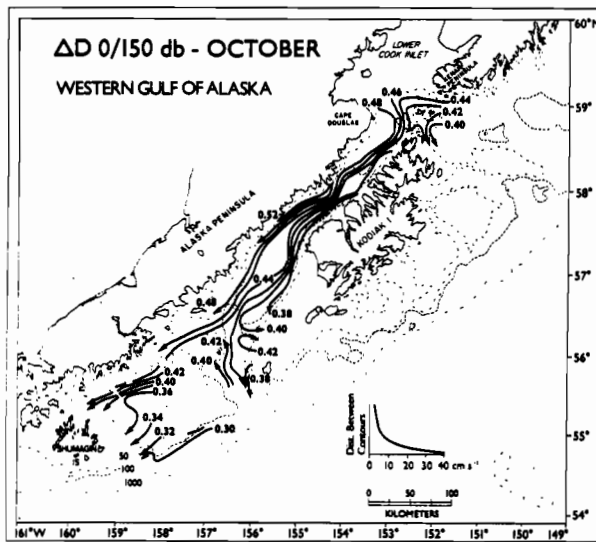 ΔD 0/150 db - OCTOBER
WESTERN GULF OF ALASKA
LOWER
COOK INLET
PENINSULA
CAPE
DOUGLAS
0.46
0.48
0.44
0.42
0.40
0.52
ALASKA PENINSULA
KODIAK I
0.44
0.48
0.38
0.40
0.42
0.42
0.40
0.38
0.42
0.40
0.36
0.34
0.32
0.30
SHUMAGIN
IS
50
100
1000
Dist. Between
Contours
0 10 20 30 40 cm s⁻¹
0 100
KILOMETERS
60°N
59°
58°
57°
56°
55°
54°
161°W 160° 159° 158° 157° 156° 155° 154° 153° 152° 151° 150° 149°